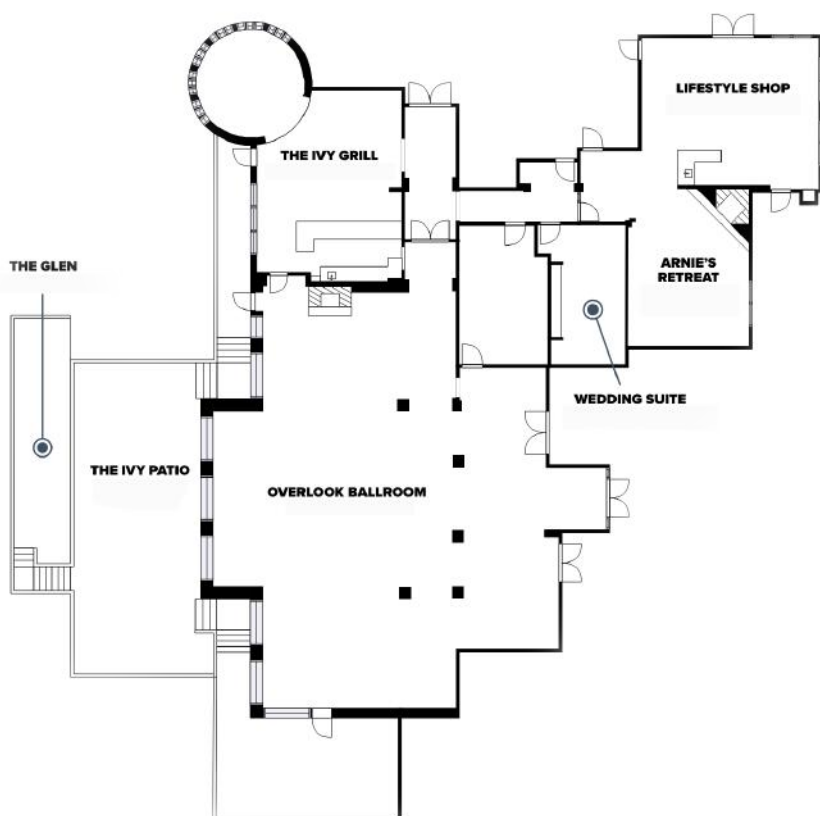 LIFESTYLE SHOP
THE IVY GRILL
THE GLEN
ARNIE'S
RETREAT
WEDDING SUITE
THE IVY PATIO
OVERLOOK BALLROOM